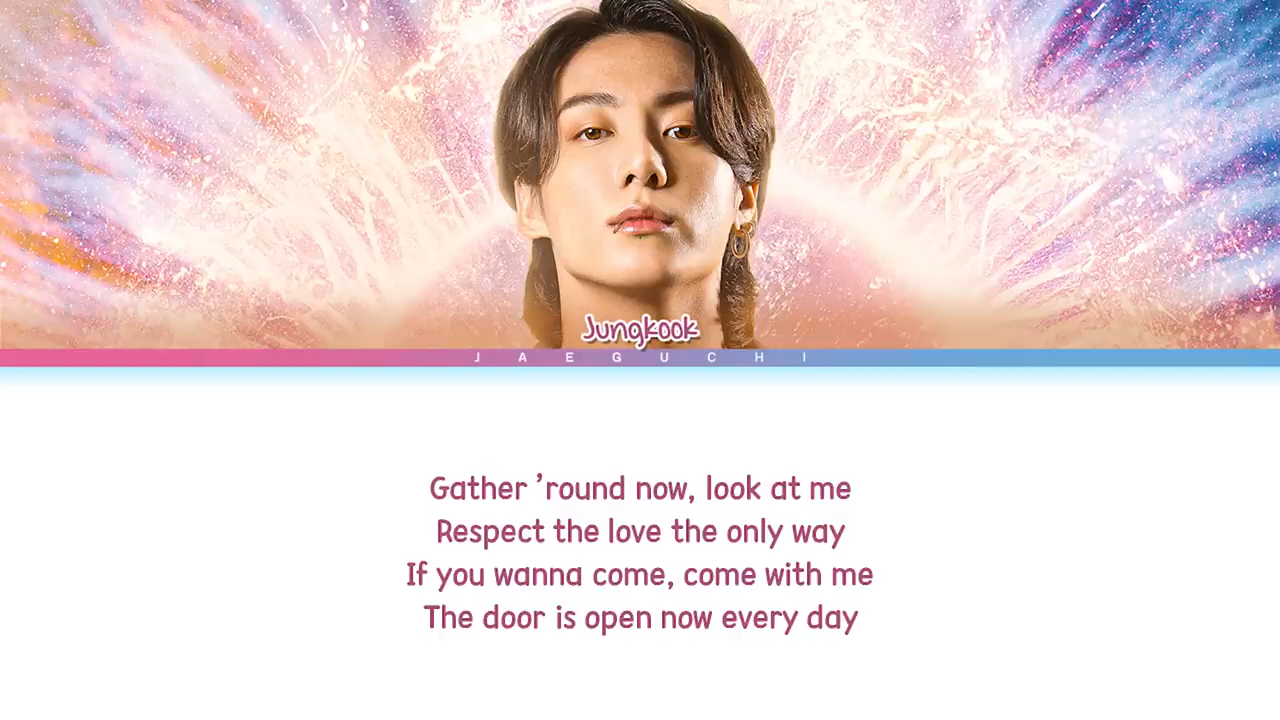 Jungkook
JAEGUCHI
Gather ’round now, look at me
Respect the love the only way
If you wanna come, come with me
The door is open now every day